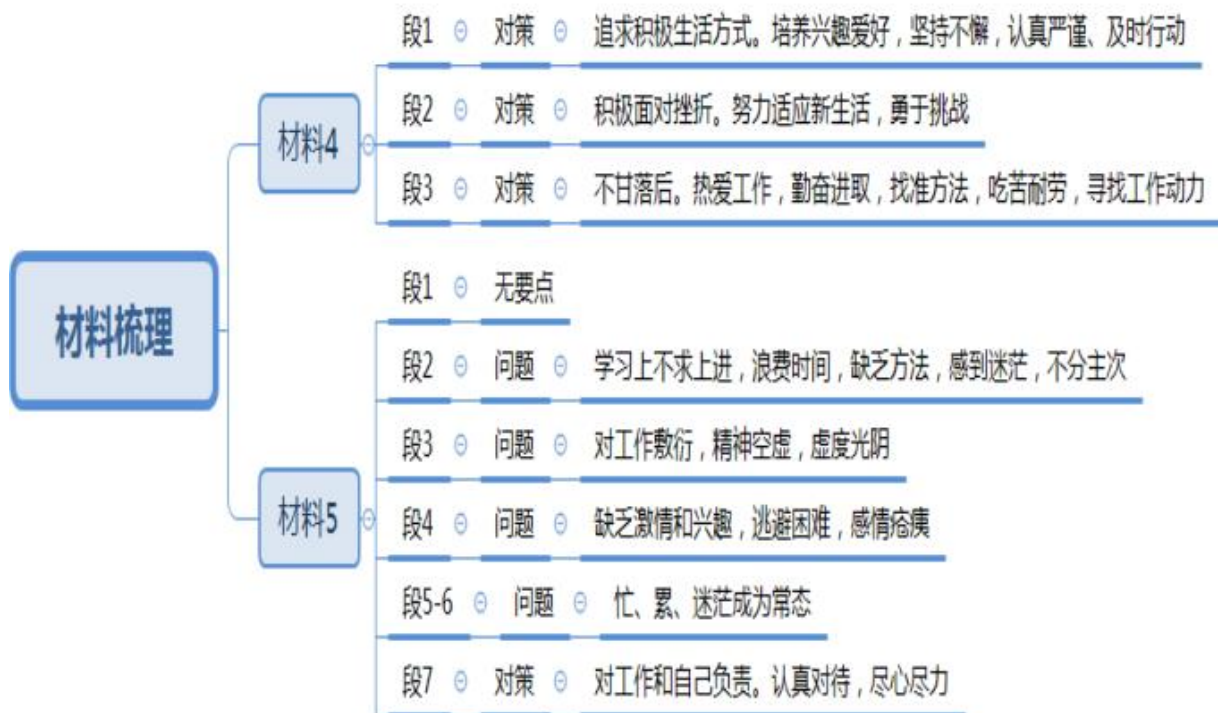 材料梳理
材料4
段1 对策 追求积极生活方式。培养兴趣爱好，坚持不懈，认真严谨、及时行动
段2 对策 积极面对挫折。努力适应新生活，勇于挑战
段3 对策 不甘落后。热爱工作，勤奋进取，找准方法，吃苦耐劳，寻找工作动力
材料5
段1 无要点
段2 问题 学习上不求上进，浪费时间，缺乏方法，感到迷茫，不分主次
段3 问题 对工作敷衍，精神空虚，虚度光阴
段4 问题 缺乏激情和兴趣，逃避困难，感情疮痍
段5-6 问题 忙、累、迷茫成为常态
段7 对策 对工作和自己负责。认真对待，尽心尽力